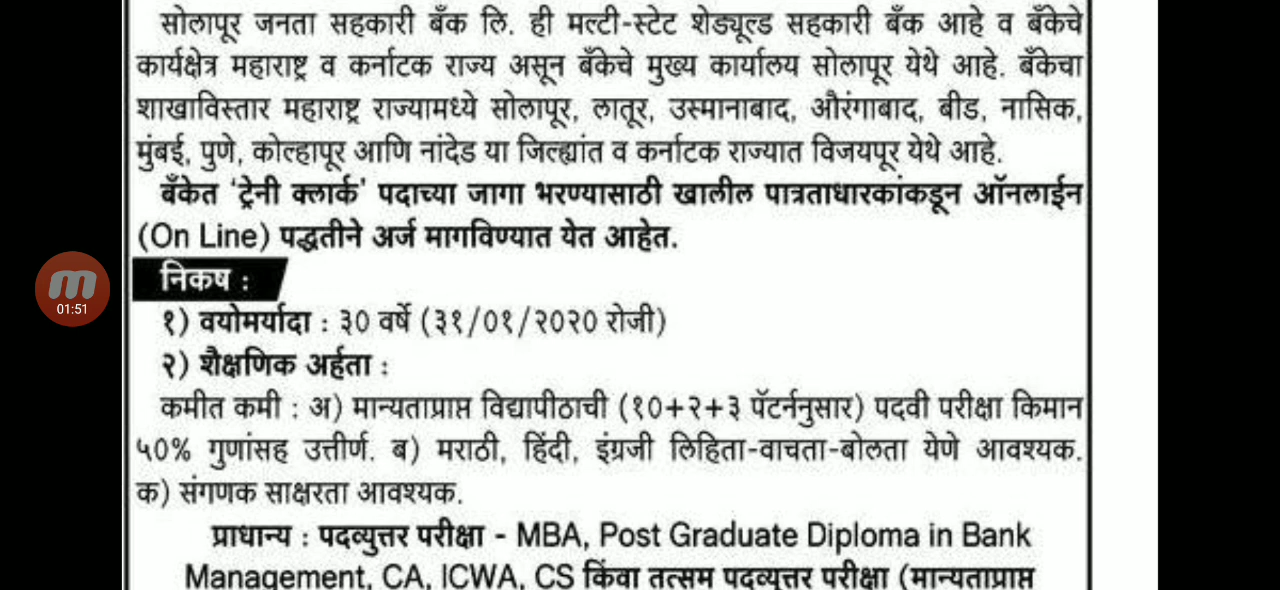 सोलापूर जनता सहकारी बँक लि. ही मल्टी-स्टेट शेड्यूल्ड सहकारी बँक आहे व बँकेचे
कार्यक्षेत्र महाराष्ट्र व कर्नाटक राज्य असून बँकेचे मुख्य कार्यालय सोलापूर येथे आहे. बँकेचा
शाखाविस्तार महाराष्ट्र राज्यामध्ये सोलापूर, लातूर, उस्मानाबाद, औरंगाबाद, बीड, नासिक,
मुंबई, पुणे, कोल्हापूर आणि नांदेड या जिल्ह्यांत व कर्नाटक राज्यात विजयपूर येथे आहे.
बँकेत ‘ट्रेनी क्लार्क’ पदाच्या जागा भरण्यासाठी खालील पात्रताधारकांकडून ऑनलाईन
(On Line) पद्धतीने अर्ज मागविण्यात येत आहेत.
निकष :
01:51
१) वयोमर्यादा : ३० वर्षे (३१/०१/२०२० रोजी)
२) शैक्षणिक अर्हता :
कमीत कमी : अ) मान्यताप्राप्त विद्यापीठाची (१०+२+३ पॅटर्ननुसार) पदवी परीक्षा किमान
५०% गुणांसह उत्तीर्ण. ब) मराठी, हिंदी, इंग्रजी लिहिता-वाचता-बोलता येणे आवश्यक.
क) संगणक साक्षरता आवश्यक.
प्राधान्य : पदव्युत्तर परीक्षा - MBA, Post Graduate Diploma in Bank
Management, CA, ICWA, CS किंवा तत्सम पदव्युत्तर परीक्षा (मान्यताप्राप्त